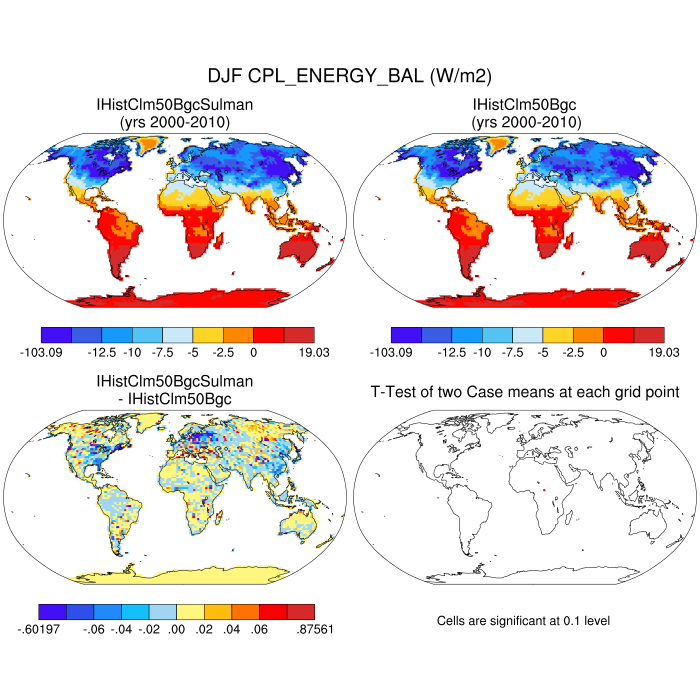 DJF CPL_ENERGY_BAL (W/m2)
IHistClm50BgcSulman
(yrs 2000-2010)
IHistClm50Bgc
(yrs 2000-2010)
-103.09 -12.5 -10 -7.5 -5 -2.5 0 19.03
-103.09 -12.5 -10 -7.5 -5 -2.5 0 19.03
IHistClm50BgcSulman
- IHistClm50Bgc
T-Test of two Case means at each grid point
-.60197 -.06 -.04 -.02 .00 .02 .04 .06 .87561
Cells are significant at 0.1 level